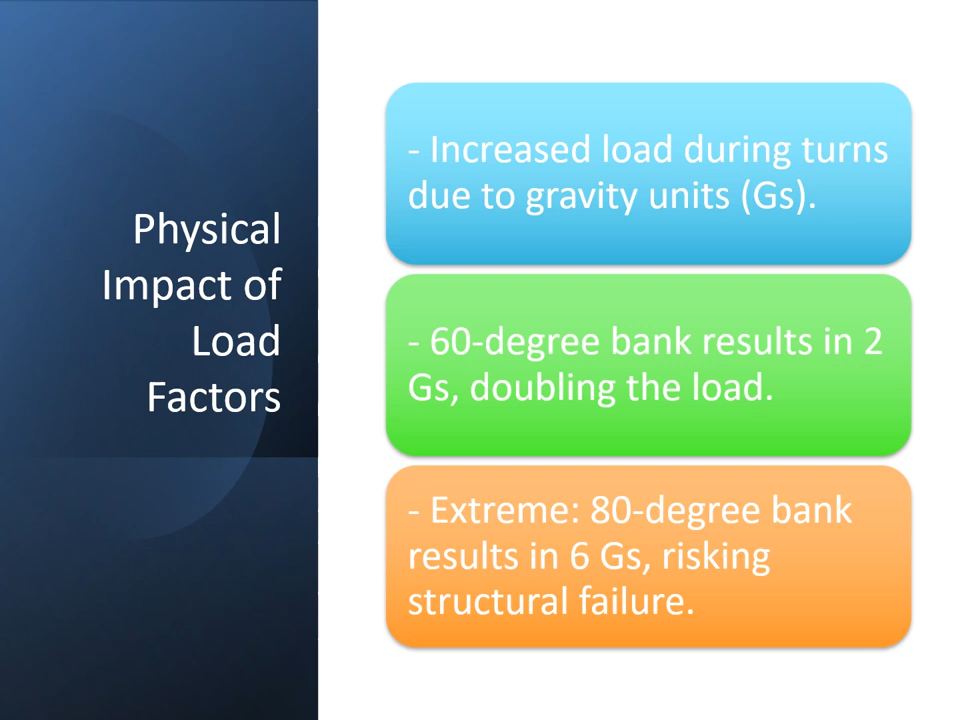 Physical
Impact of
Load
Factors
- Increased load during turns
due to gravity units (Gs).
- 60-degree bank results in 2
Gs, doubling the load.
- Extreme: 80-degree bank
results in 6 Gs, risking
structural failure.